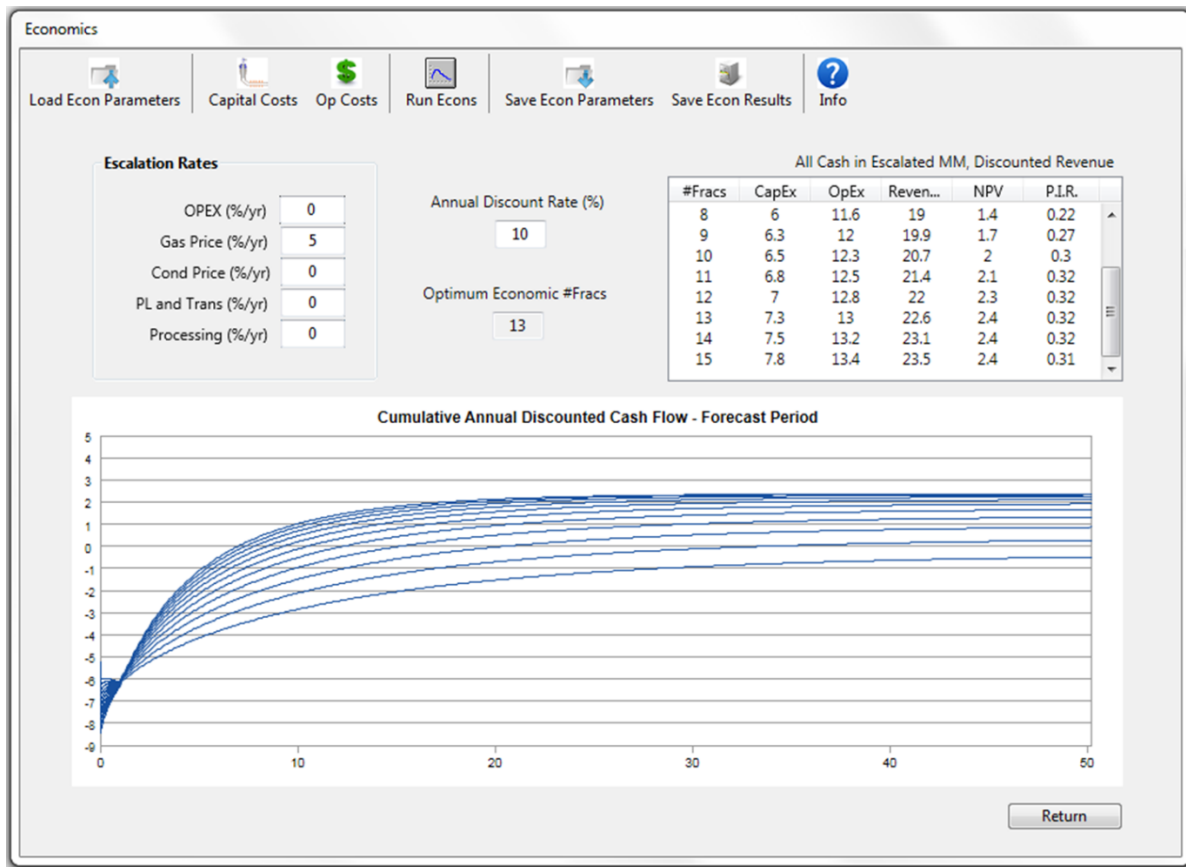 Economics
Load Econ Parameters Capital Costs Op Costs Run Econs Save Econ Parameters Save Econ Results Info
Escalation Rates
OPEX (%/yr) 0
Gas Price (%/yr) 5
Cond Price (%/yr) 0
PL and Trans (%/yr) 0
Processing (%/yr) 0
Annual Discount Rate (%)
10
Optimum Economic #Fracs
13
All Cash in Escalated MM, Discounted Revenue
#Fracs CapEx OpEx Reven... NPV P.I.R.
8 6 11.6 19 1.4 0.22
9 6.3 12 19.9 1.7 0.27
10 6.5 12.3 20.7 2 0.3
11 6.8 12.5 21.4 2.1 0.32
12 7 12.8 22 2.3 0.32
13 7.3 13 22.6 2.4 0.32
14 7.5 13.2 23.1 2.4 0.32
15 7.8 13.4 23.5 2.4 0.31
Cumulative Annual Discounted Cash Flow - Forecast Period
5
4
3
2
1
0
-1
-2
-3
-4
-5
-6
-7
-8
-9
0 10 20 30 40 50
Return